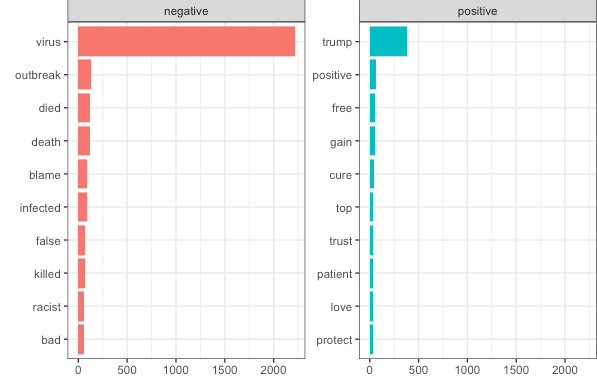 negative
virus
outbreak
died
death
blame
infected
false
killed
racist
bad
0 500 1000 1500 2000
positive
trump
positive
free
gain
cure
top
trust
patient
love
protect
0 500 1000 1500 2000